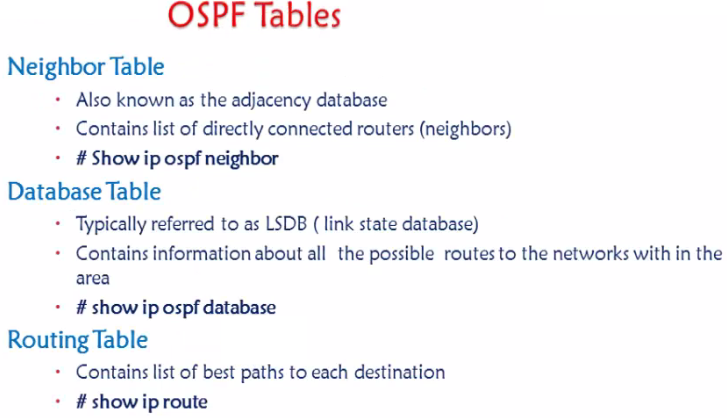 OSPF Tables
Neighbor Table
• Also known as the adjacency database
• Contains list of directly connected routers (neighbors)
• # Show ip ospf neighbor
Database Table
• Typically referred to as LSDB ( link state database)
• Contains information about all the possible routes to the networks with in the
area
• # show ip ospf database
Routing Table
• Contains list of best paths to each destination
• # show ip route